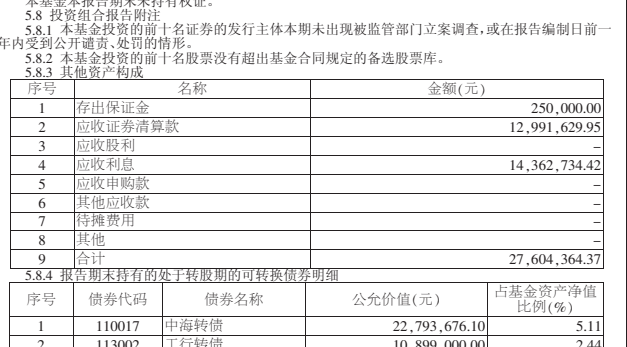 本基金本报告期末未持有权证。
5.8 投资组合报告附注
5.8.1 本基金投资的前十名证券的发行主体本期未出现被监管部门立案调查,或在报告编制日前一
年内受到公开谴责、处罚的情形。
5.8.2 本基金投资的前十名股票没有超出基金合同规定的备选股票库。
5.8.3 其他资产构成
序号 名称 金额(元)
1 存出保证金 250,000.00
2 应收证券清算款 12,991,629.95
3 应收股利 –
4 应收利息 14,362,734.42
5 应收申购款 –
6 其他应收款 –
7 待摊费用 –
8 其他 –
9 合计 27,604,364.37
5.8.4 报告期末持有的处于转股期的可转换债券明细
序号 债券代码 债券名称 公允价值(元) 占基金资产净值
比例(%)
1 110017 中海转债 22,793,676.10 5.11
2 113002 工行转债 10,899,000.00 2.44